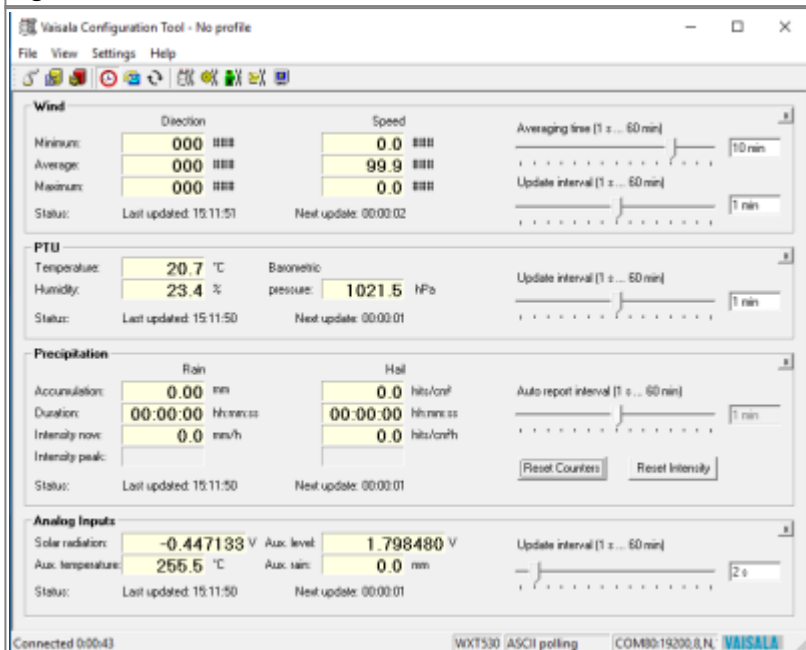 Vaisala Configuration Tool - No profile
File View Settings Help
Wind
Direction Speed
Averaging time (1 s ... 60 min)
Minimum: 000 ### 0.0 ###
10 min
Average: 000 ### 99.9 ###
Maximum: 000 ### 0.0 ###
Update interval (1 s ... 60 min)
1 min
Status: Last updated: 15:11:51 Next update: 00:00:02
PTU
Temperature: 20.7 °C Barometric
Humidity: 23.4 % pressure: 1021.5 hPa
Update interval (1 s ... 60 min)
1 min
Status: Last updated: 15:11:50 Next update: 00:00:01
Precipitation
Rain Hail
Accumulation: 0.00 mm 0.0 hits/cm²
Auto report interval (1 s ... 60 min)
Duration: 00:00:00 hh:mm:ss 00:00:00 hh:mm:ss
1 min
Intensity now: 0.0 mm/h 0.0 hits/cm²h
Intensity peak:
Reset Counters Reset Intensity
Status: Last updated: 15:11:50 Next update: 00:00:01
Analog Inputs
Solar radiation: -0.447133 V Aux. level: 1.798480 V
Update interval (1 s ... 60 min)
Aux. temperature: 255.5 °C Aux. rain: 0.0 mm
2 s
Status: Last updated: 15:11:50 Next update: 00:00:01
Connected 0:00:43 WXT530 ASCII polling COM80:19200,8,N, VAISALA